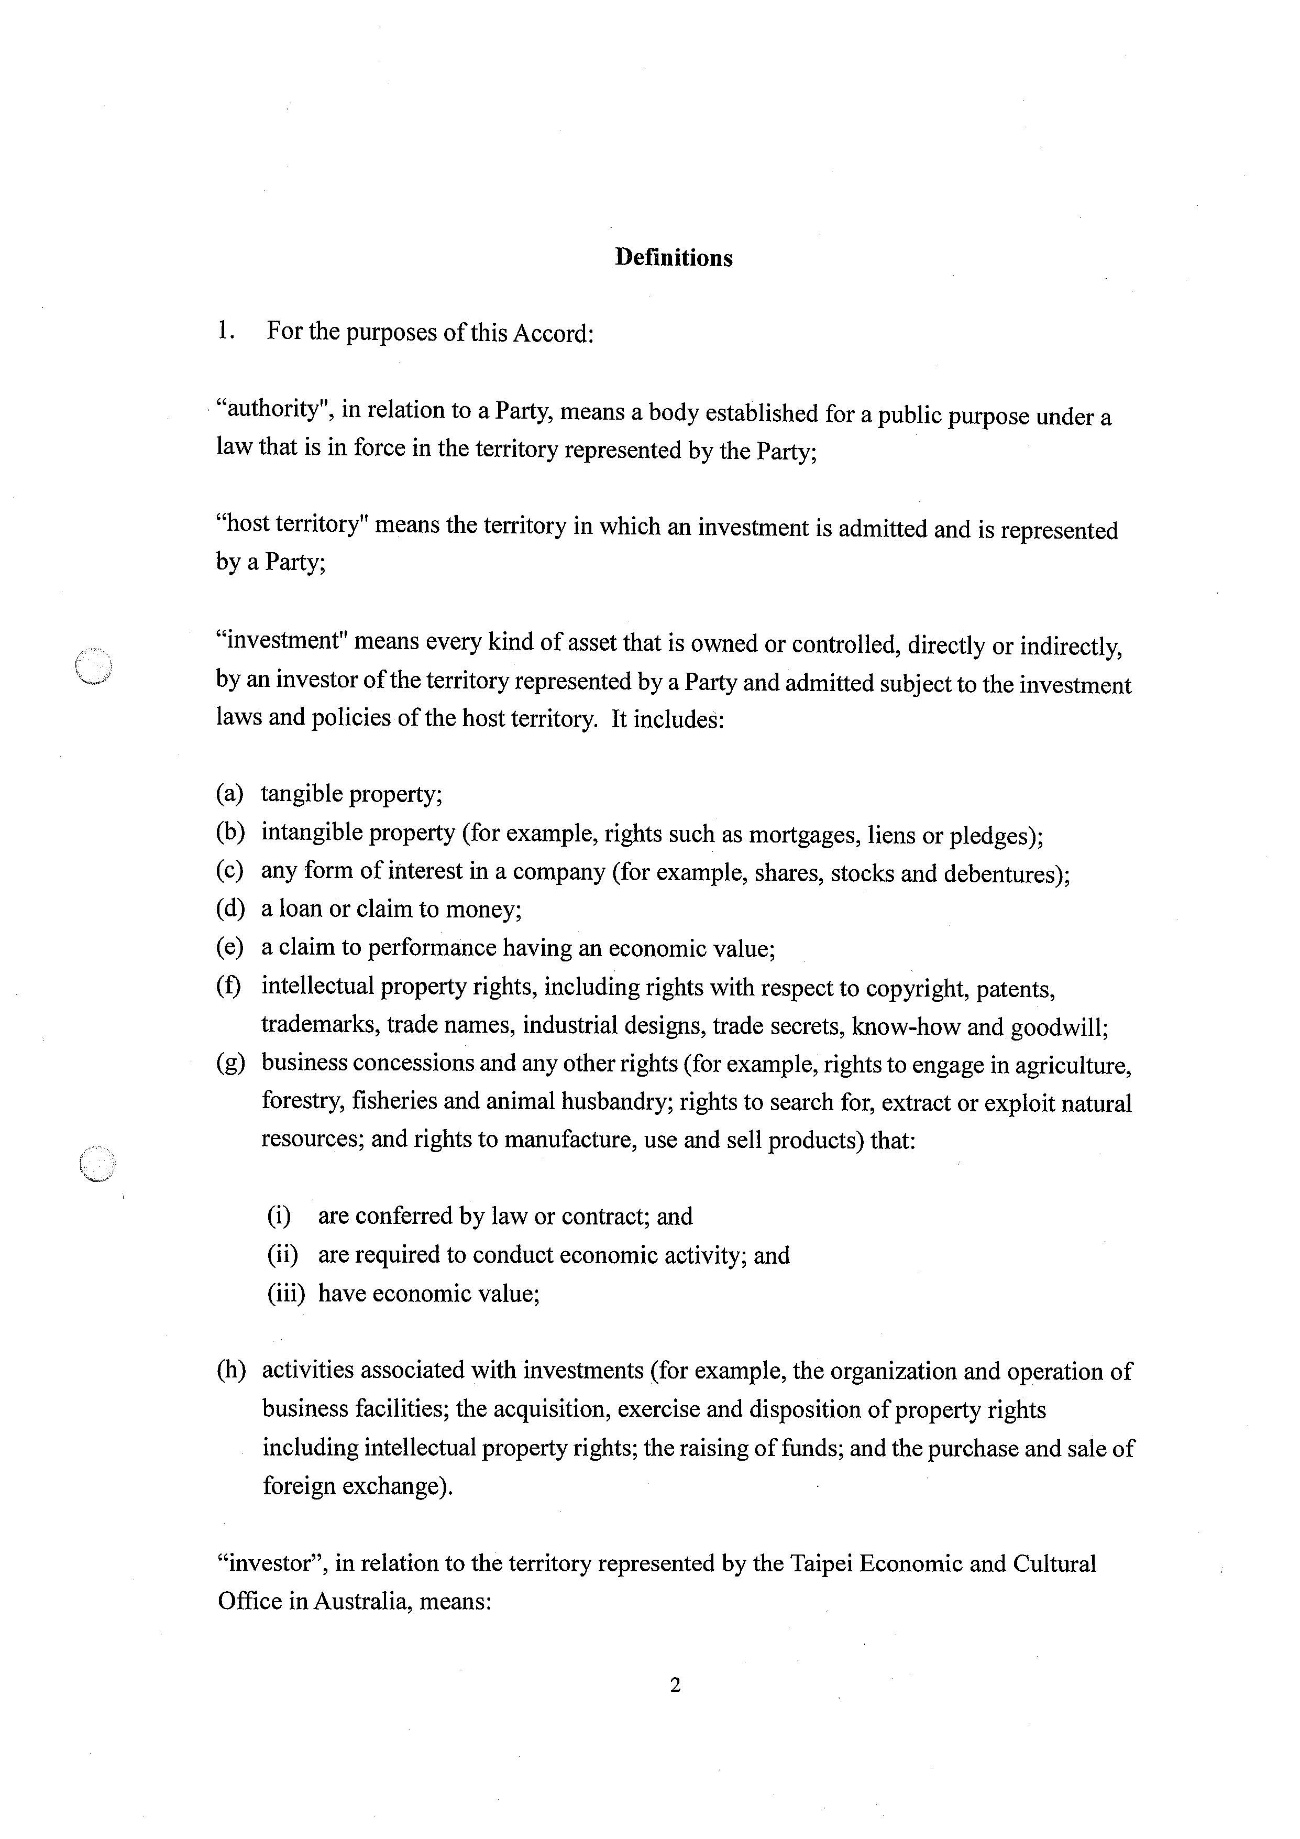 Definitions
1. For the purposes of this Accord:
“authority", in relation to a Party, means a body established for a public purpose under a
law that is in force in the territory represented by the Party;
“host territory" means the territory in which an investment is admitted and is represented
by a Party;
“investment" means every kind of asset that is owned or controlled, directly or indirectly,
by an investor of the territory represented by a Party and admitted subject to the investment
laws and policies of the host territory. It includes:
(a) tangible property;
(b) intangible property (for example, rights such as mortgages, liens or pledges);
(c) any form of interest in a company (for example, shares, stocks and debentures);
(d) a loan or claim to money;
(e) a claim to performance having an economic value;
(f) intellectual property rights, including rights with respect to copyright, patents,
trademarks, trade names, industrial designs, trade secrets, know-how and goodwill;
(g) business concessions and any other rights (for example, rights to engage in agriculture,
forestry, fisheries and animal husbandry; rights to search for, extract or exploit natural
resources; and rights to manufacture, use and sell products) that:
(i) are conferred by law or contract; and
(ii) are required to conduct economic activity; and
(iii) have economic value;
(h) activities associated with investments (for example, the organization and operation of
business facilities; the acquisition, exercise and disposition of property rights
including intellectual property rights; the raising of funds; and the purchase and sale of
foreign exchange).
“investor”, in relation to the territory represented by the Taipei Economic and Cultural
Office in Australia, means:
2